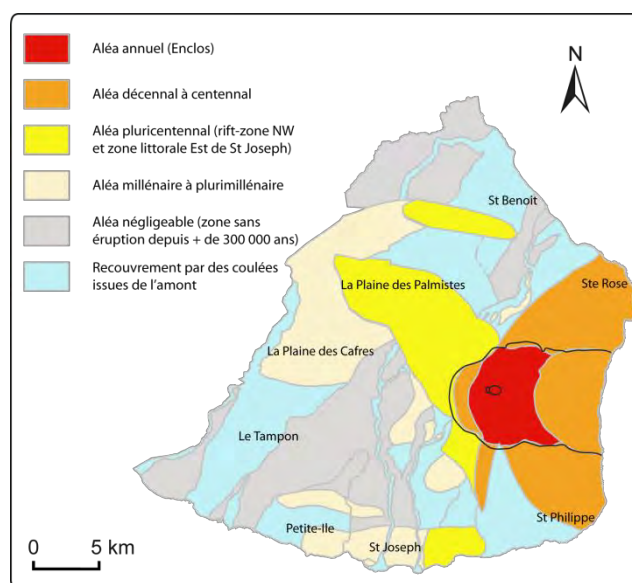 Aléa annuel (Enclos)
Aléa décennal à centennal
Aléa pluricentennal (rift-zone NW
et zone littorale Est de St Joseph)
Aléa millénaire à plurimillénaire
Aléa négligeable (zone sans
éruption depuis + de 300 000 ans)
Recouvrement par des coulées
issues de l'amont
N
St Benoit
Ste Rose
La Plaine des Palmistes
La Plaine des Cafres
Le Tampon
St Philippe
Petite-Ile
St Joseph
0 5 km